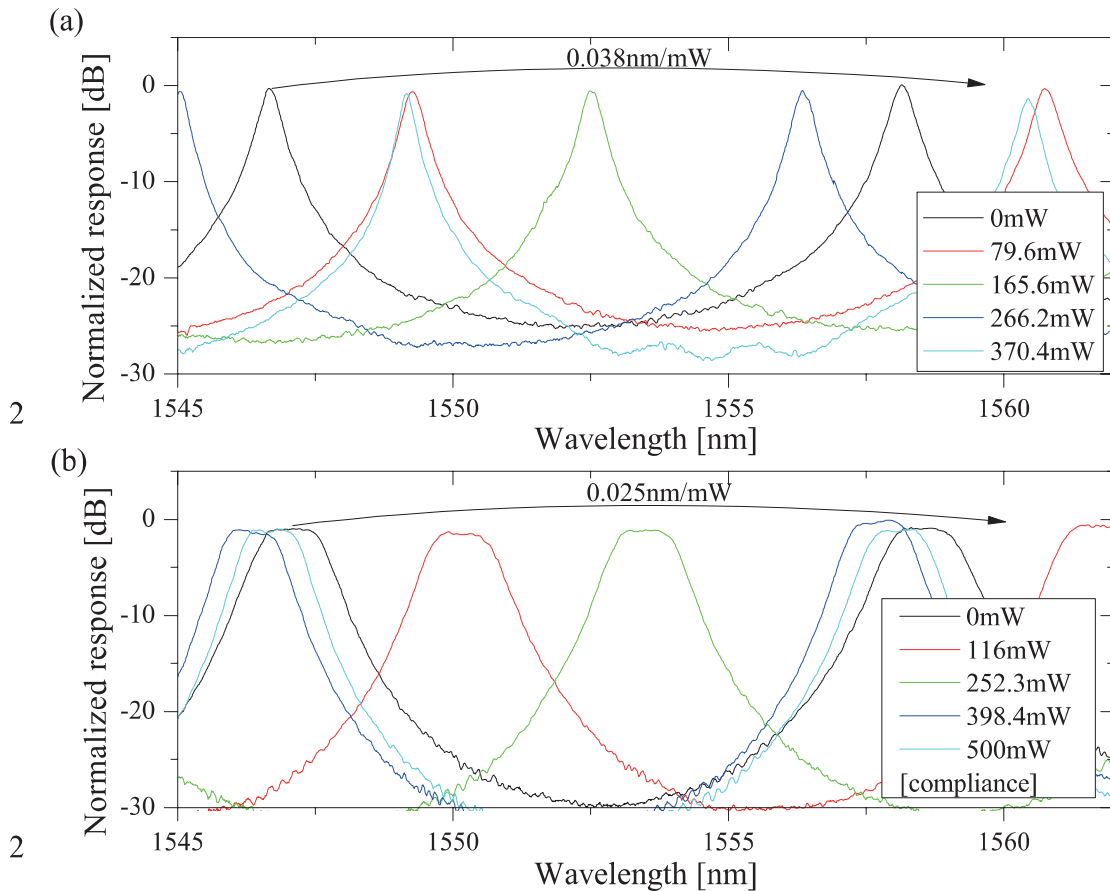 (a)
0.038nm/mW
Normalized response [dB]
0
-10
-20
-30
0mW
79.6mW
165.6mW
266.2mW
370.4mW
1545
1550
1555
1560
Wavelength [nm]
2
(b)
0.025nm/mW
Normalized response [dB]
0
-10
-20
-30
0mW
116mW
252.3mW
398.4mW
500mW
[compliance]
1545
1550
1555
1560
Wavelength [nm]
2